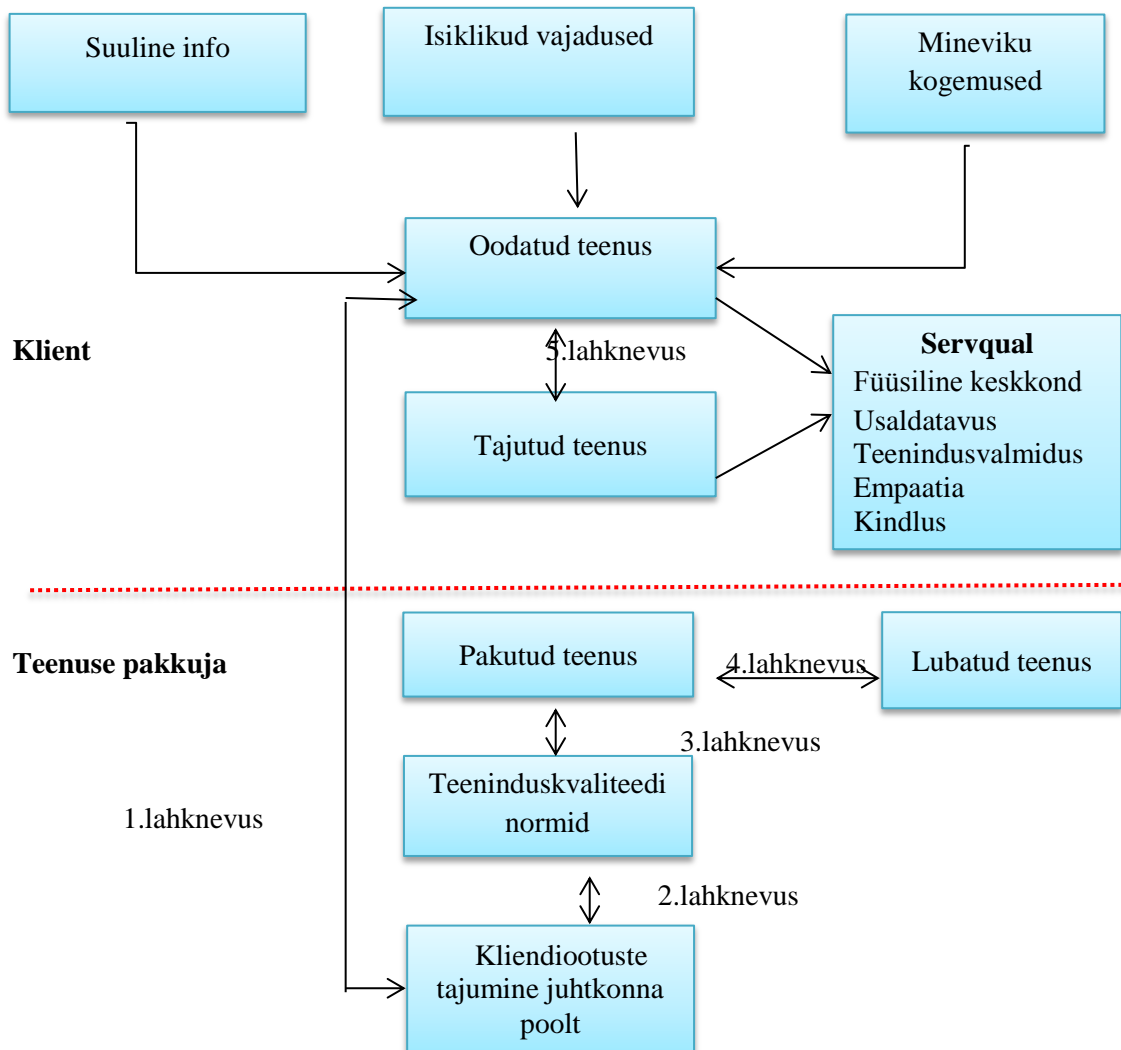 Suuline info
Isiklikud vajadused
Mineviku
kogemused
Oodatud teenus
Klient
5.lahknevus
Servqual
Füüsiline keskkond
Usaldatavus
Teenindusvalmidus
Empaatia
Kindlus
Tajutud teenus
Teenuse pakkuja
Pakutud teenus
4.lahknevus
Lubatud teenus
3.lahknevus
Teeninduskvaliteedi
normid
1.lahknevus
2.lahknevus
Kliendiootuste
tajumine juhtkonna
poolt